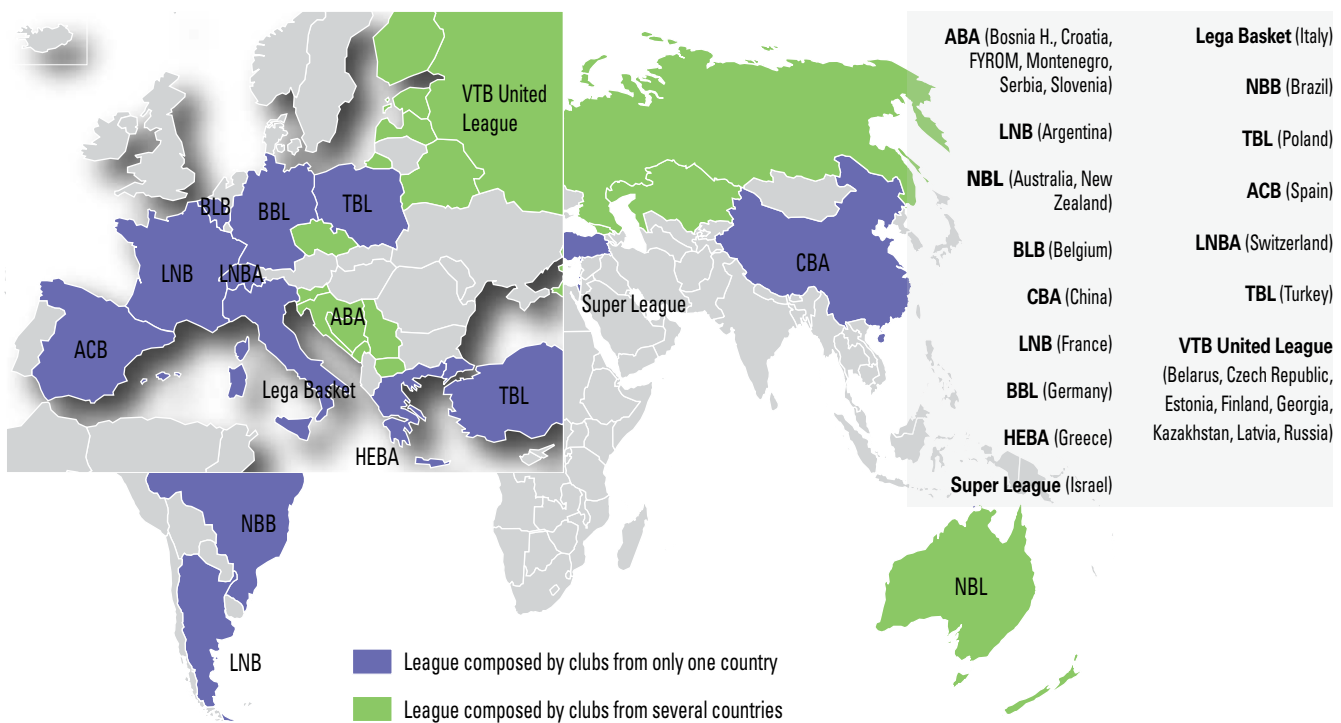 VTB United
League
BLB
BBL
TBL
LNB
LNBA
ABA
ACB
Lega Basket
TBL
HEBA
CBA
Super League
NBB
LNB
NBL
ABA (Bosnia H., Croatia,
FYROM, Montenegro,
Serbia, Slovenia)
LNB (Argentina)
NBL (Australia, New
Zealand)
BLB (Belgium)
CBA (China)
LNB (France)
BBL (Germany)
HEBA (Greece)
Super League (Israel)
Lega Basket (Italy)
NBB (Brazil)
TBL (Poland)
ACB (Spain)
LNBA (Switzerland)
TBL (Turkey)
VTB United League
(Belarus, Czech Republic,
Estonia, Finland, Georgia,
Kazakhstan, Latvia, Russia)
League composed by clubs from only one country
League composed by clubs from several countries